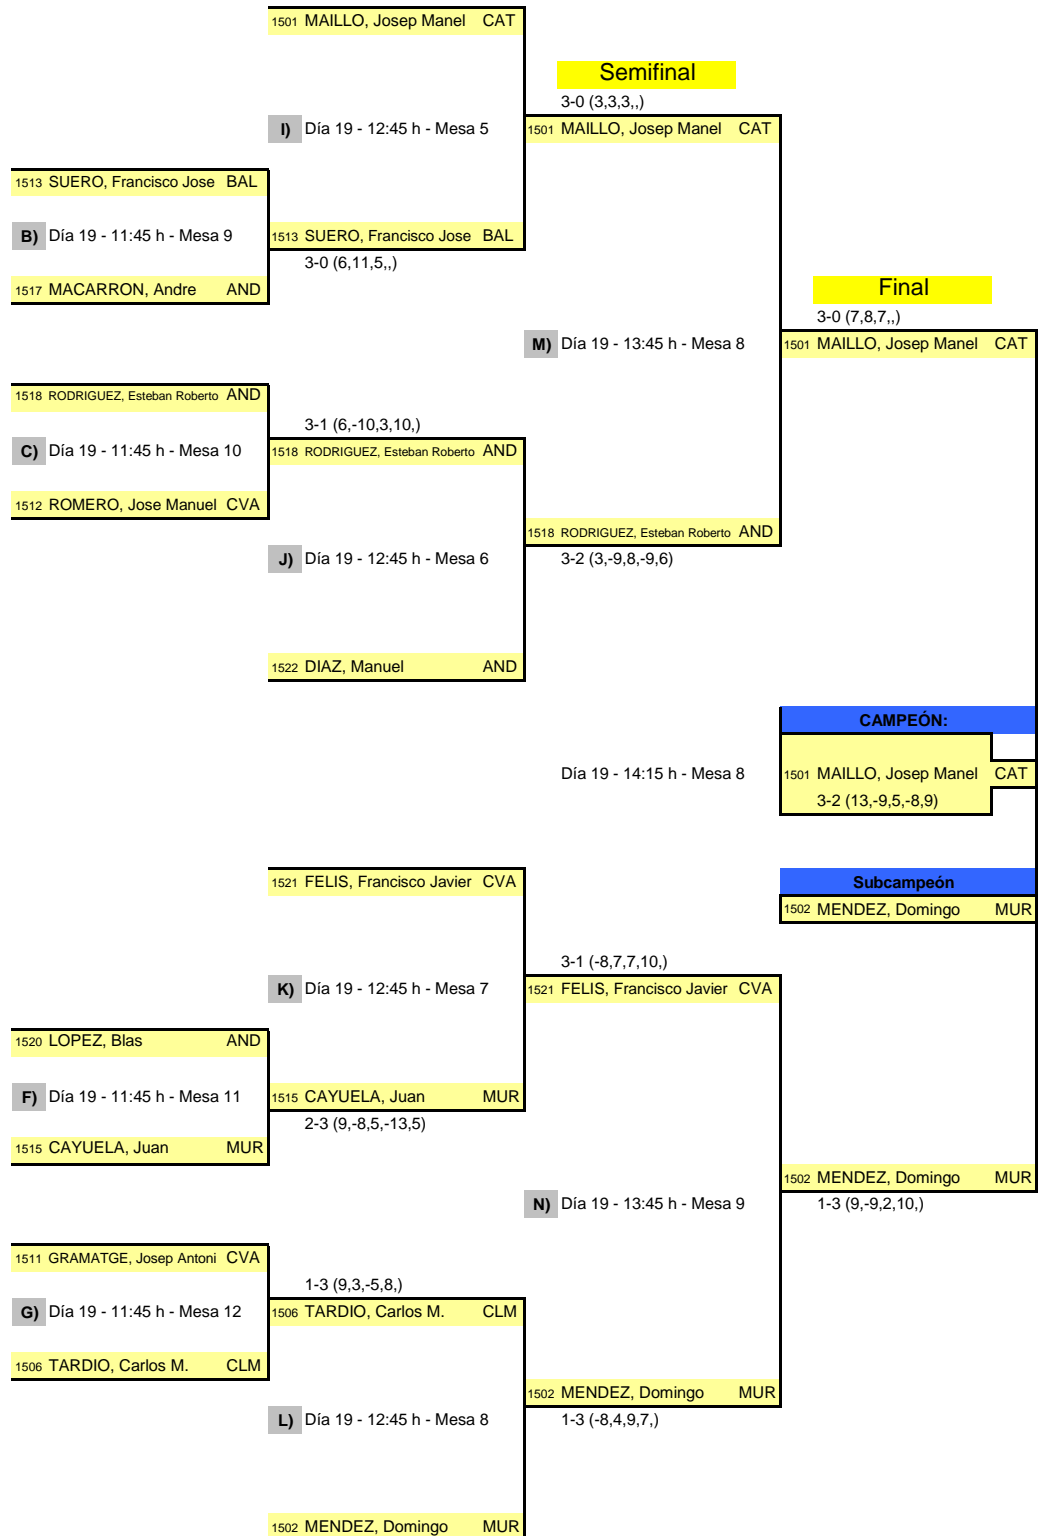 1501 MAILLO, Josep Manel CAT
Semifinal
3-0 (3,3,3,,)
I) Día 19 - 12:45 h - Mesa 5
1501 MAILLO, Josep Manel CAT
1513 SUERO, Francisco Jose BAL
B) Día 19 - 11:45 h - Mesa 9
1513 SUERO, Francisco Jose BAL
3-0 (6,11,5,,)
1517 MACARRON, Andre AND
Final
3-0 (7,8,7,,)
M) Día 19 - 13:45 h - Mesa 8
1501 MAILLO, Josep Manel CAT
1518 RODRIGUEZ, Esteban Roberto AND
3-1 (6,-10,3,10,)
C) Día 19 - 11:45 h - Mesa 10
1518 RODRIGUEZ, Esteban Roberto AND
1512 ROMERO, Jose Manuel CVA
1518 RODRIGUEZ, Esteban Roberto AND
J) Día 19 - 12:45 h - Mesa 6
3-2 (3,-9,8,-9,6)
1522 DIAZ, Manuel AND
CAMPEÓN:
Día 19 - 14:15 h - Mesa 8
1501 MAILLO, Josep Manel CAT
3-2 (13,-9,5,-8,9)
1521 FELIS, Francisco Javier CVA
Subcampeón
1502 MENDEZ, Domingo MUR
3-1 (-8,7,7,10,)
K) Día 19 - 12:45 h - Mesa 7
1521 FELIS, Francisco Javier CVA
1520 LOPEZ, Blas AND
F) Día 19 - 11:45 h - Mesa 11
1515 CAYUELA, Juan MUR
2-3 (9,-8,5,-13,5)
1515 CAYUELA, Juan MUR
1502 MENDEZ, Domingo MUR
N) Día 19 - 13:45 h - Mesa 9
1-3 (9,-9,2,10,)
1511 GRAMATGE, Josep Antoni CVA
1-3 (9,3,-5,8,)
G) Día 19 - 11:45 h - Mesa 12
1506 TARDIO, Carlos M. CLM
1506 TARDIO, Carlos M. CLM
1502 MENDEZ, Domingo MUR
L) Día 19 - 12:45 h - Mesa 8
1-3 (-8,4,9,7,)
1502 MENDEZ, Domingo MUR